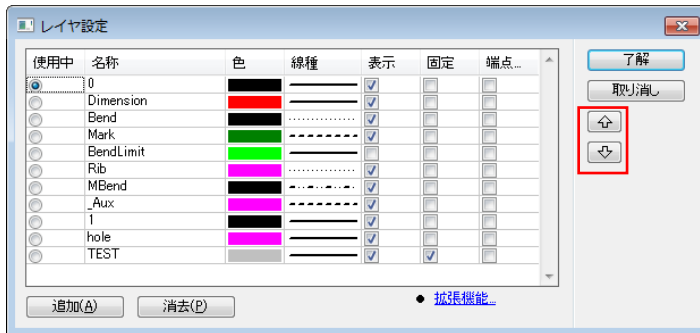 レイヤ設定
使用中 名称 色 線種 表示 固定 端点...
0
Dimension
Bend
Mark
BendLimit
Rib
MBend
_Aux
1
hole
TEST
追加(A) 消去(P)
● 拡張機能...
了解
取り消し